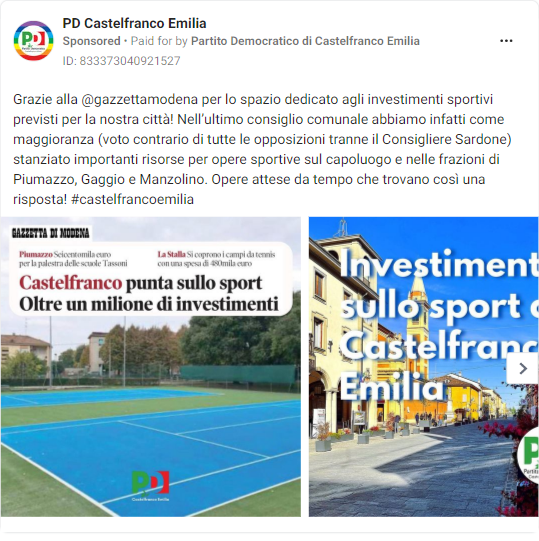 PD Castelfranco Emilia
Sponsored • Paid for by Partito Democratico di Castelfranco Emilia
ID: 833373040921527
Grazie alla @gazzettamodena per lo spazio dedicato agli investimenti sportivi
previsti per la nostra città! Nell'ultimo consiglio comunale abbiamo infatti come
maggioranza (voto contrario di tutte le opposizioni tranne il Consigliere Sardone)
stanziato importanti risorse per opere sportive sul capoluogo e nelle frazioni di
Piumazzo, Gaggio e Manzolino. Opere attese da tempo che trovano così una
risposta! #castelfrancoemilia
GAZZETTA DI MODENA
Piumazzo Seicentomila euro
per la palestra delle scuole Tassoni
La Stalla Si coprono i campi da tennis
con una spesa di 480mila euro
Castelfranco punta sullo sport
Oltre un milione di investimenti
PD
Castelfranco Emilia
Investiment
sullo sport
Castelfranc
Emilia